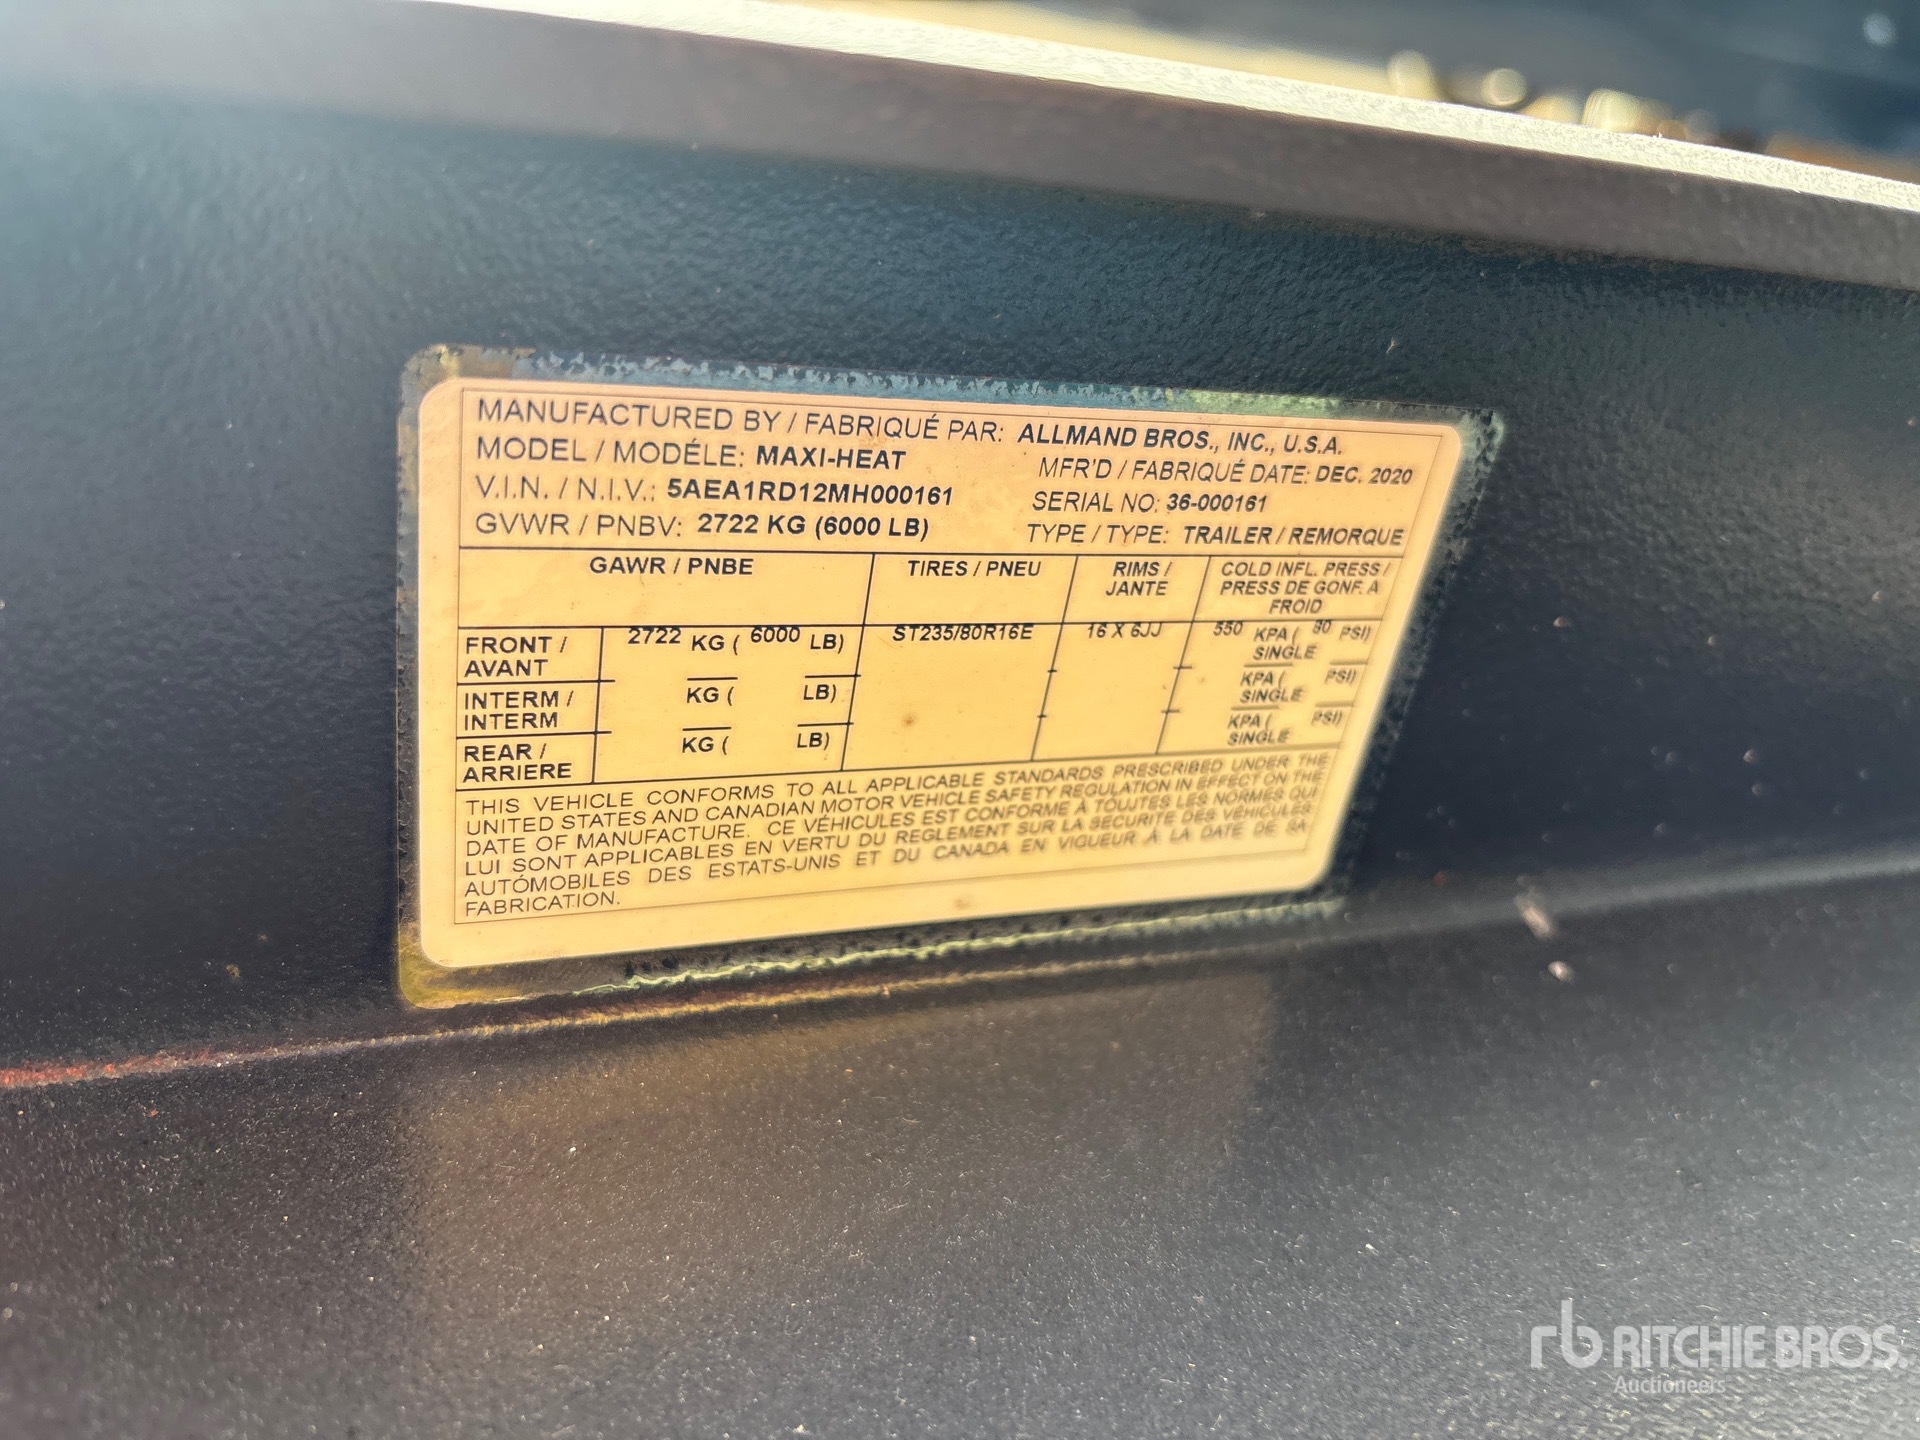 MANUFACTURED BY / FABRIQUÉ PAR: ALLMAND BROS., INC., U.S.A.
MODEL / MODÉLE: MAXI-HEAT MFR'D / FABRIQUÉ DATE: DEC. 2020
V.I.N. / N.I.V.: 5AEA1RD12MH000161 SERIAL NO: 36-000161
GVWR / PNBV: 2722 KG (6000 LB) TYPE / TYPE: TRAILER / REMORQUE
GAWR / PNBE TIRES / PNEU RIMS / JANTE COLD INFL. PRESS / PRESS DE GONF. A FROID
FRONT / AVANT 2722 KG ( 6000 LB) ST235/80R16E 16 X 6JJ 550 KPA ( 80 PSI) SINGLE
INTERM / INTERM KG ( LB) KPA ( PSI) SINGLE
REAR / ARRIERE KG ( LB) KPA ( PSI) SINGLE
THIS VEHICLE CONFORMS TO ALL APPLICABLE STANDARDS PRESCRIBED UNDER THE
UNITED STATES AND CANADIAN MOTOR VEHICLE SAFETY REGULATION IN EFFECT ON THE
DATE OF MANUFACTURE. CE VÉHICULES EST CONFORME À TOUTES LES NORMES QUI
LUI SONT APPLICABLES EN VERTU DU REGLEMENT SUR LA SECURITE DES VÉHICULES
AUTÓMOBILES DES ESTATS-UNIS ET DU CANADA EN VIGUEUR À LA DATE DE SA
FABRICATION.
rb RITCHIE BROS.
Auctioneers